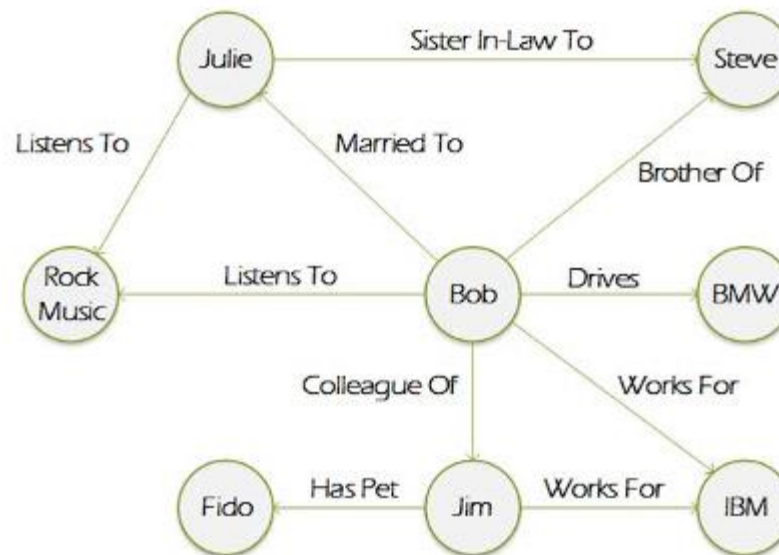 Sister In-Law To
Julie
Steve
Listens To
Married To
Brother Of
Rock
Music
Listens To
Bob
Drives
BMW
Colleague Of
Works For
Fido
Has Pet
Jim
Works For
IBM